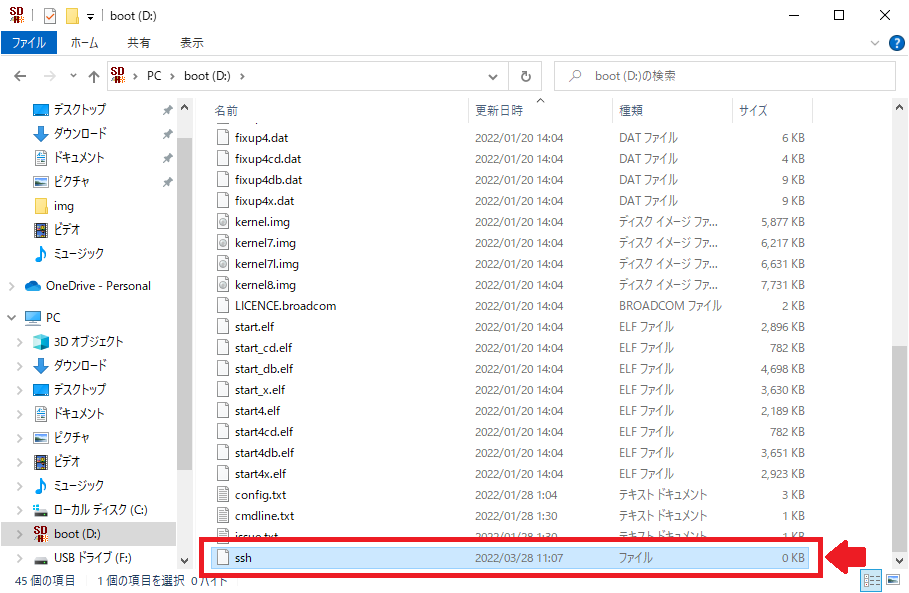 SD boot (D:)
ファイル ホーム 共有 表示
SD PC boot (D:) boot (D:)の検索
デスクトップ
ダウンロード
ドキュメント
ピクチャ
img
ビデオ
ミュージック
OneDrive - Personal
PC
3D オブジェクト
ダウンロード
デスクトップ
ドキュメント
ピクチャ
ビデオ
ミュージック
ローカル ディスク (C:)
SD boot (D:)
USB ドライブ (F:)
名前 更新日時 種類 サイズ
fixup4.dat 2022/01/20 14:04 DAT ファイル 6 KB
fixup4cd.dat 2022/01/20 14:04 DAT ファイル 4 KB
fixup4db.dat 2022/01/20 14:04 DAT ファイル 9 KB
fixup4x.dat 2022/01/20 14:04 DAT ファイル 9 KB
kernel.img 2022/01/20 14:04 ディスク イメージ ファ... 5,877 KB
kernel7.img 2022/01/20 14:04 ディスク イメージ ファ... 6,217 KB
kernel7l.img 2022/01/20 14:04 ディスク イメージ ファ... 6,631 KB
kernel8.img 2022/01/20 14:04 ディスク イメージ ファ... 7,731 KB
LICENCE.broadcom 2022/01/20 14:04 BROADCOM ファイル 2 KB
start.elf 2022/01/20 14:04 ELF ファイル 2,896 KB
start_cd.elf 2022/01/20 14:04 ELF ファイル 782 KB
start_db.elf 2022/01/20 14:04 ELF ファイル 4,698 KB
start_x.elf 2022/01/20 14:04 ELF ファイル 3,630 KB
start4.elf 2022/01/20 14:04 ELF ファイル 2,189 KB
start4cd.elf 2022/01/20 14:04 ELF ファイル 782 KB
start4db.elf 2022/01/20 14:04 ELF ファイル 3,651 KB
start4x.elf 2022/01/20 14:04 ELF ファイル 2,923 KB
config.txt 2022/01/28 1:04 テキスト ドキュメント 3 KB
cmdline.txt 2022/01/28 1:30 テキスト ドキュメント 1 KB
issue.txt 2022/01/28 1:30 テキスト ドキュメント 1 KB
ssh 2022/03/28 11:07 ファイル 0 KB
45 個の項目 1 個の項目を選択 0 バイト